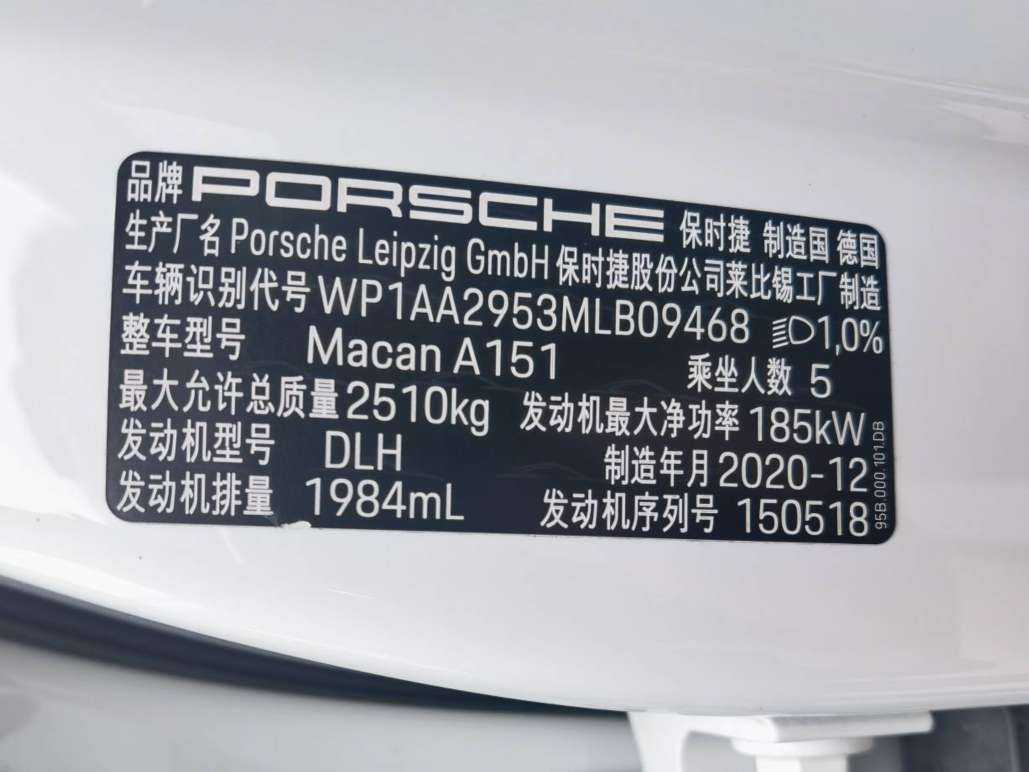 品牌 PORSCHE 保时捷 制造国 德国
生产厂名 Porsche Leipzig GmbH 保时捷股份公司莱比锡工厂 制造
车辆识别代号 WP1AA2953MLB09468 1,0%
整车型号 Macan A151 乘坐人数 5
最大允许总质量 2510kg 发动机最大净功率 185kW
发动机型号 DLH 制造年月 2020-12
发动机排量 1984mL 发动机序列号 150518
95B.000.101.DB